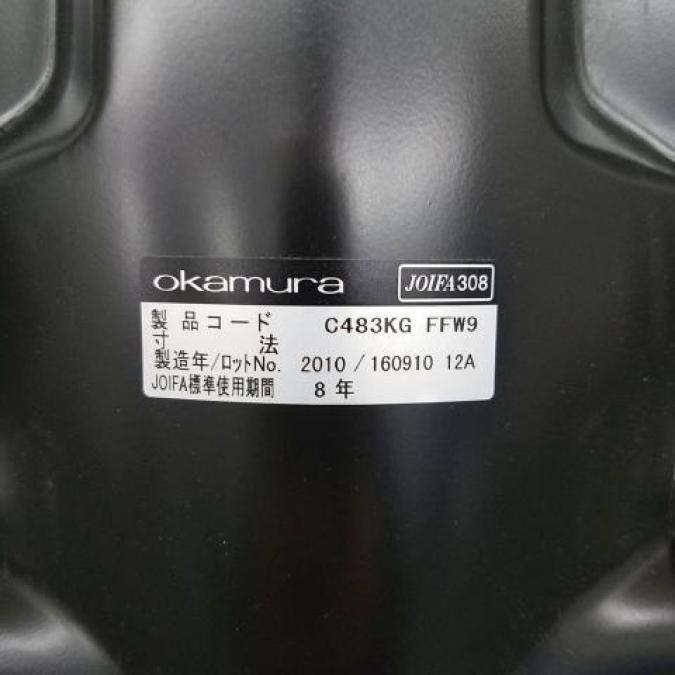 okamura JOIFA308
製品コード C483KG FFW9
寸法
製造年/ロットNo. 2010 / 160910 12A
JOIFA標準使用期間 8 年